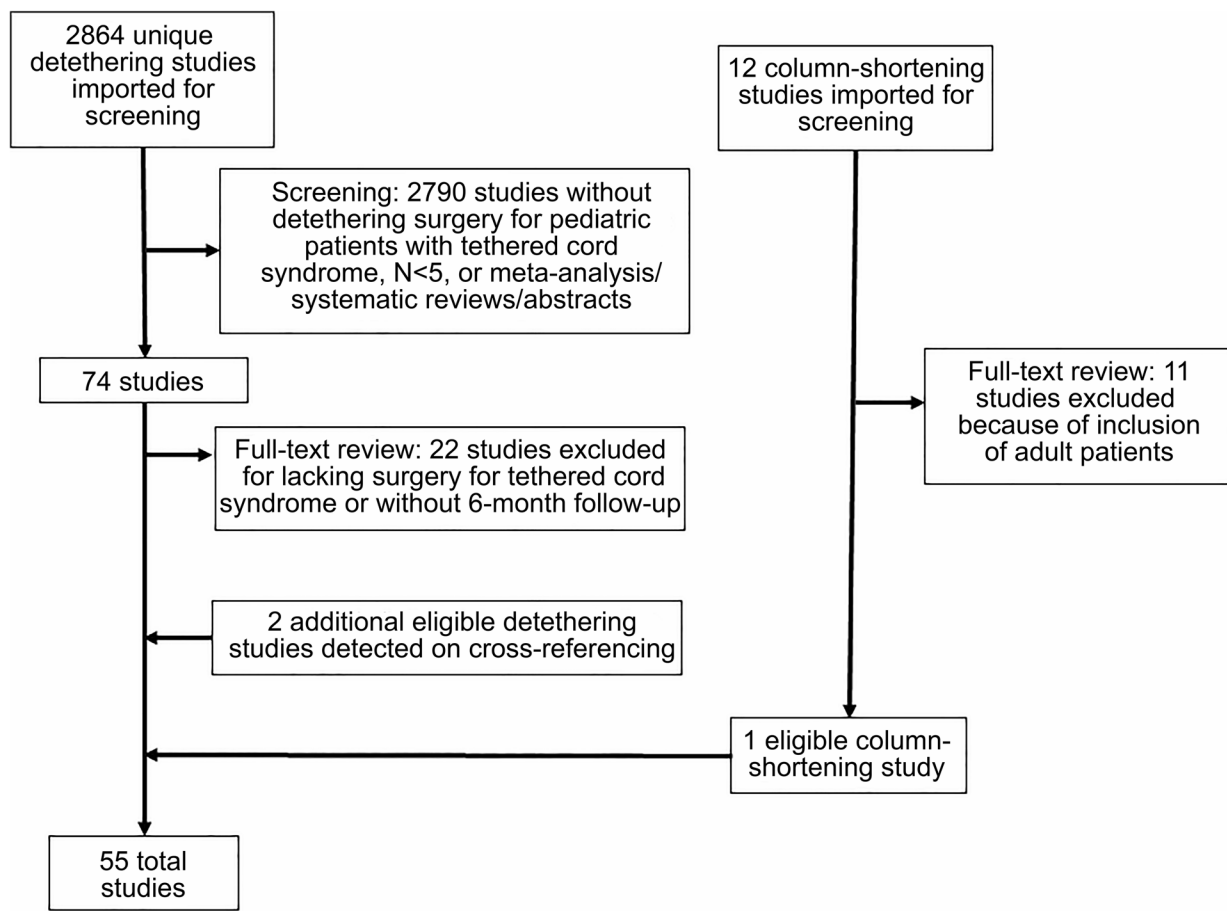 2864 unique
detethering studies
imported for
screening
12 column-shortening
studies imported for
screening
Screening: 2790 studies without
detethering surgery for pediatric
patients with tethered cord
syndrome, N<5, or meta-analysis/
systematic reviews/abstracts
74 studies
Full-text review: 11
studies excluded
because of inclusion
of adult patients
Full-text review: 22 studies excluded
for lacking surgery for tethered cord
syndrome or without 6-month follow-up
2 additional eligible detethering
studies detected on cross-referencing
1 eligible column-
shortening study
55 total
studies